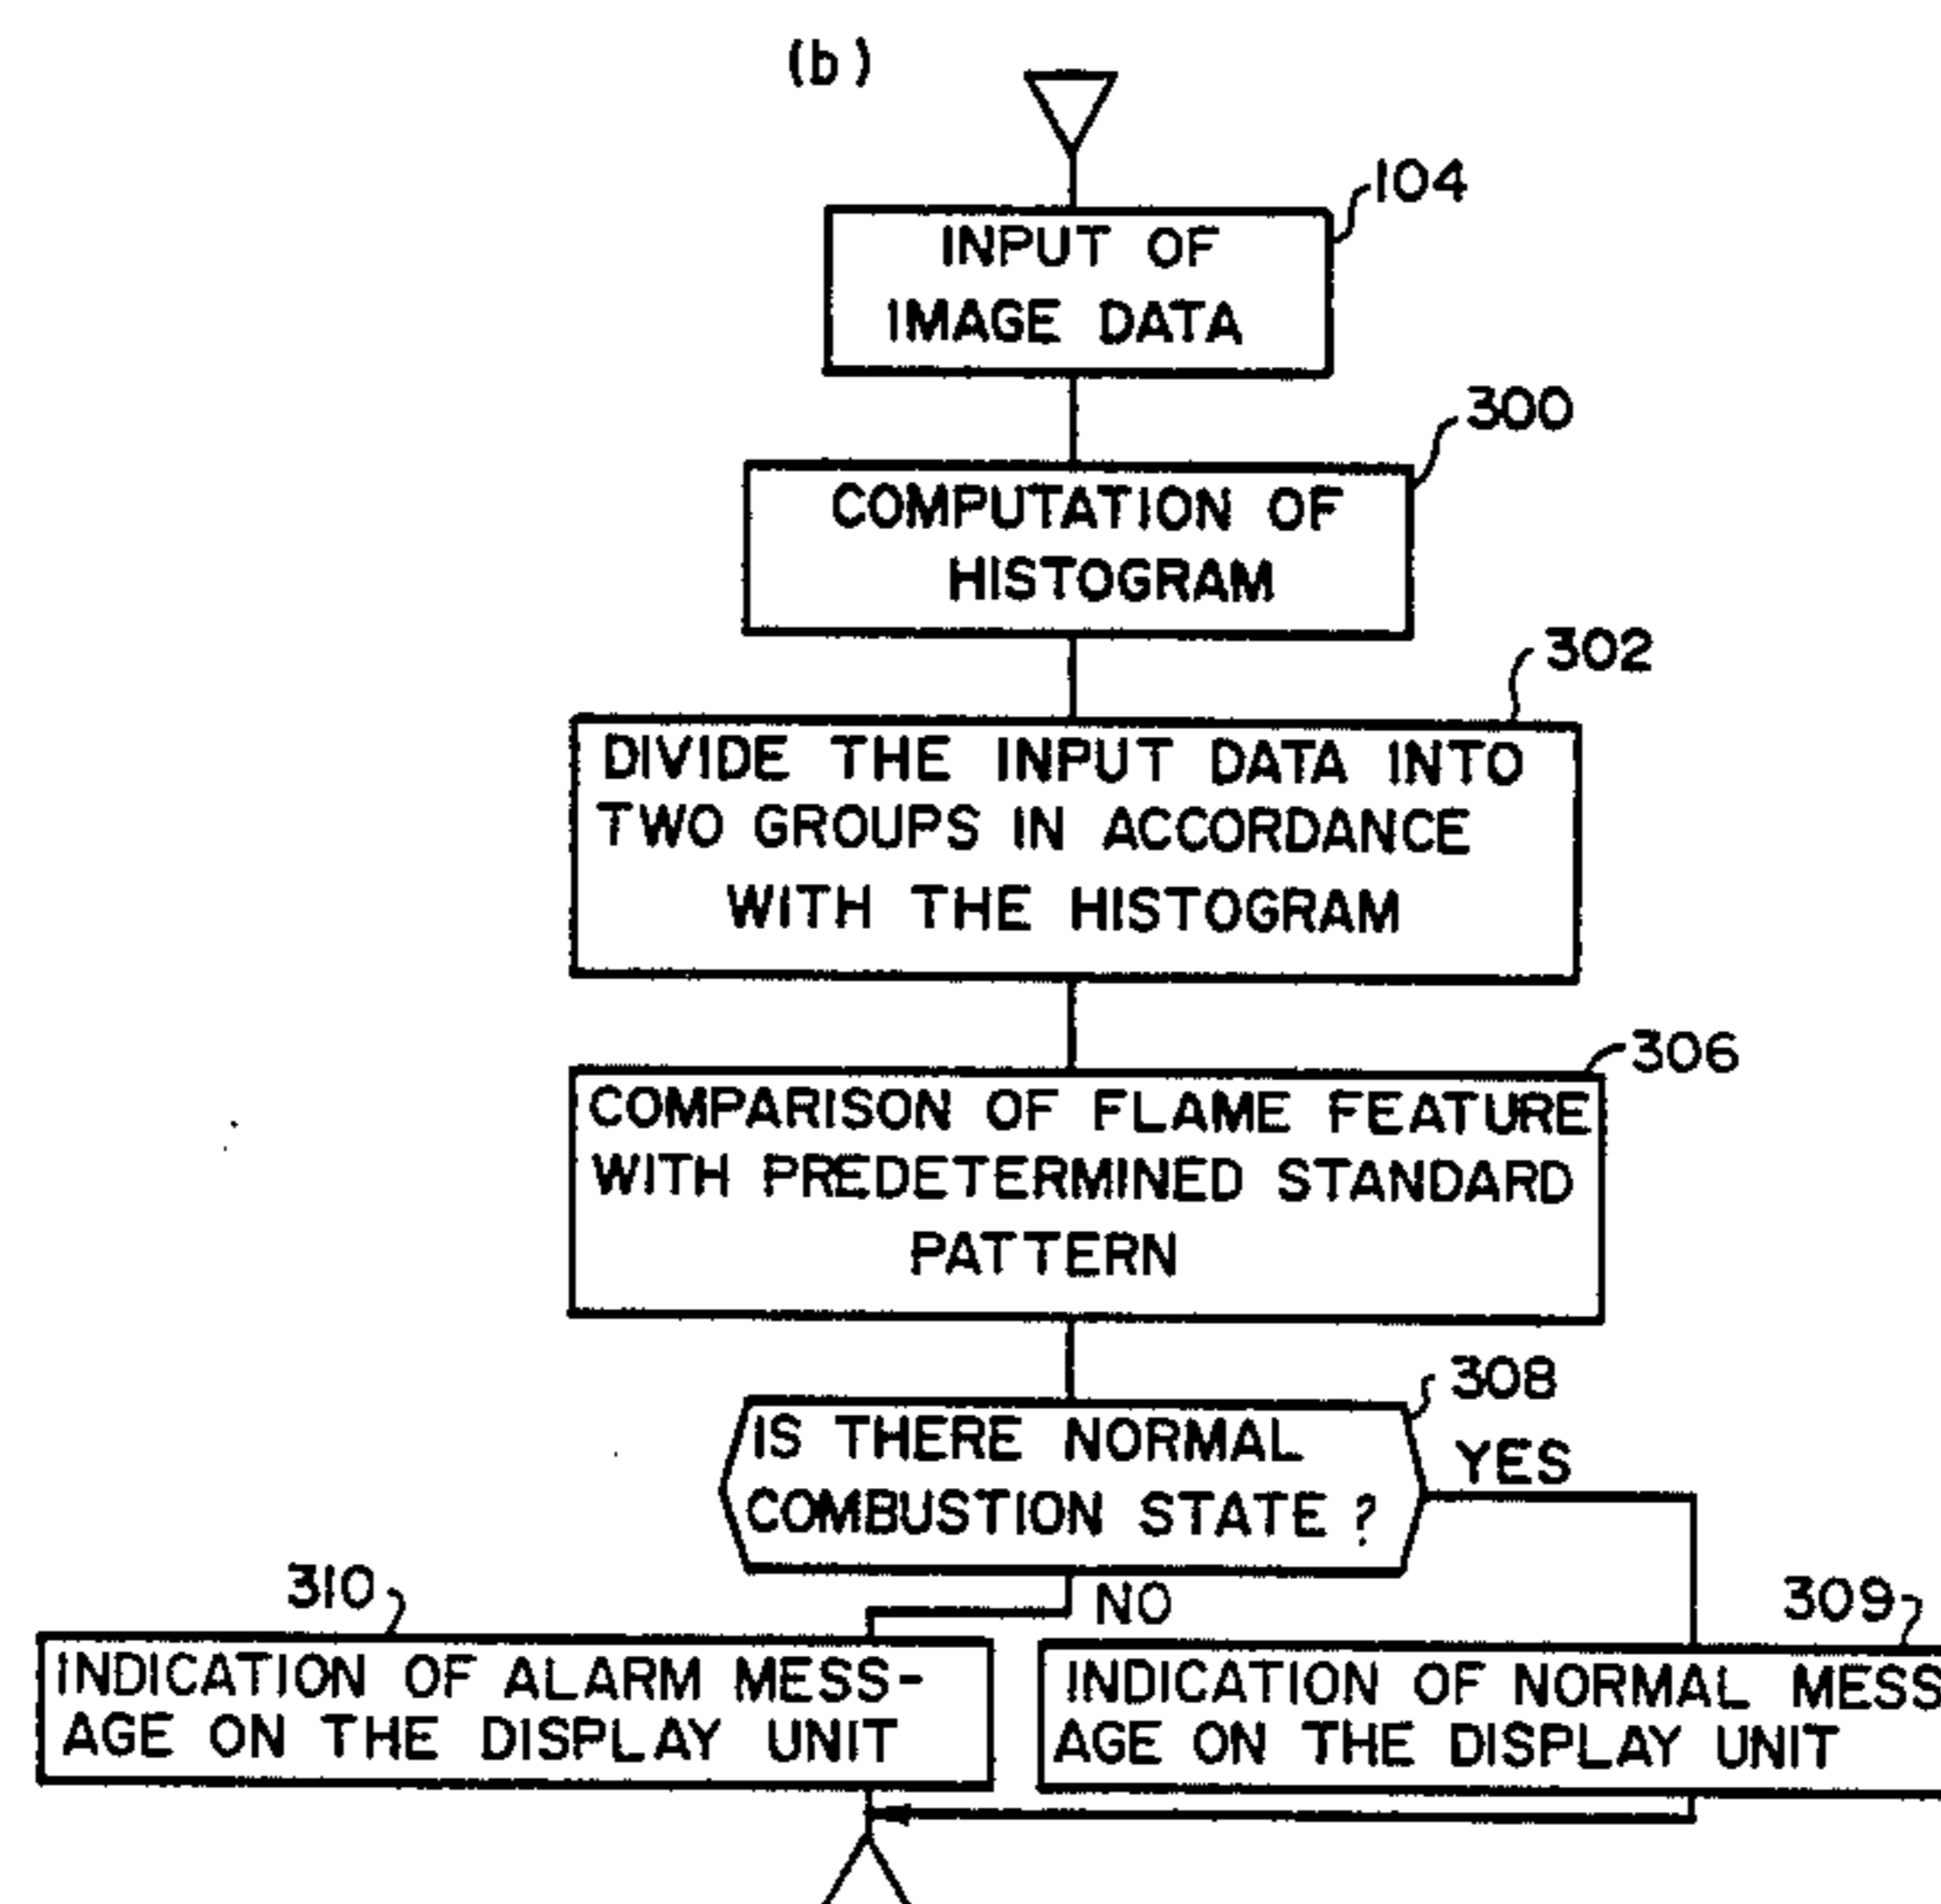 (b)
104
INPUT OF
IMAGE DATA
300
COMPUTATION OF
HISTOGRAM
302
DIVIDE THE INPUT DATA INTO
TWO GROUPS IN ACCORDANCE
WITH THE HISTOGRAM
306
COMPARISON OF FLAME FEATURE
WITH PREDETERMINED STANDARD
PATTERN
308
IS THERE NORMAL
COMBUSTION STATE ?
YES
NO
310
INDICATION OF ALARM MESS-
AGE ON THE DISPLAY UNIT
309
INDICATION OF NORMAL MESS
AGE ON THE DISPLAY UNIT